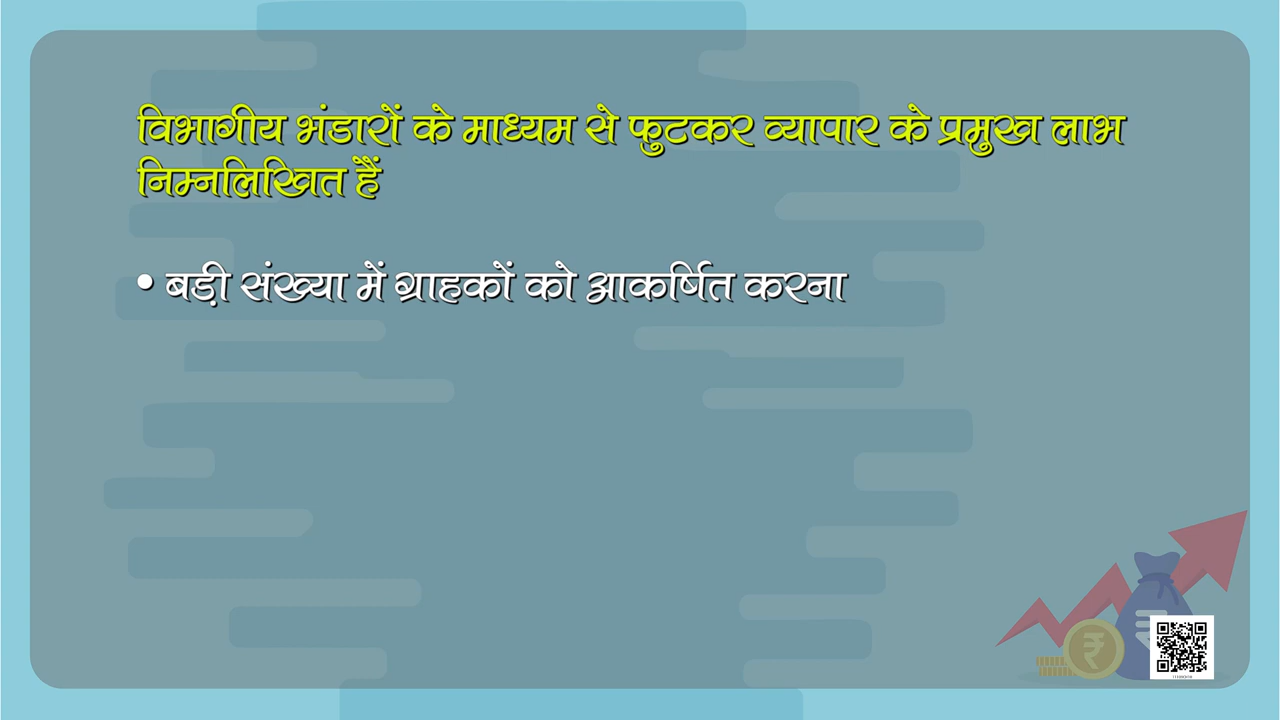 विभागीय भंडारों के माध्यम से फुटकर व्यापार के प्रमुख लाभ
निम्नलिखित हैं
• बड़ी संख्या में ग्राहकों को आकर्षित करना